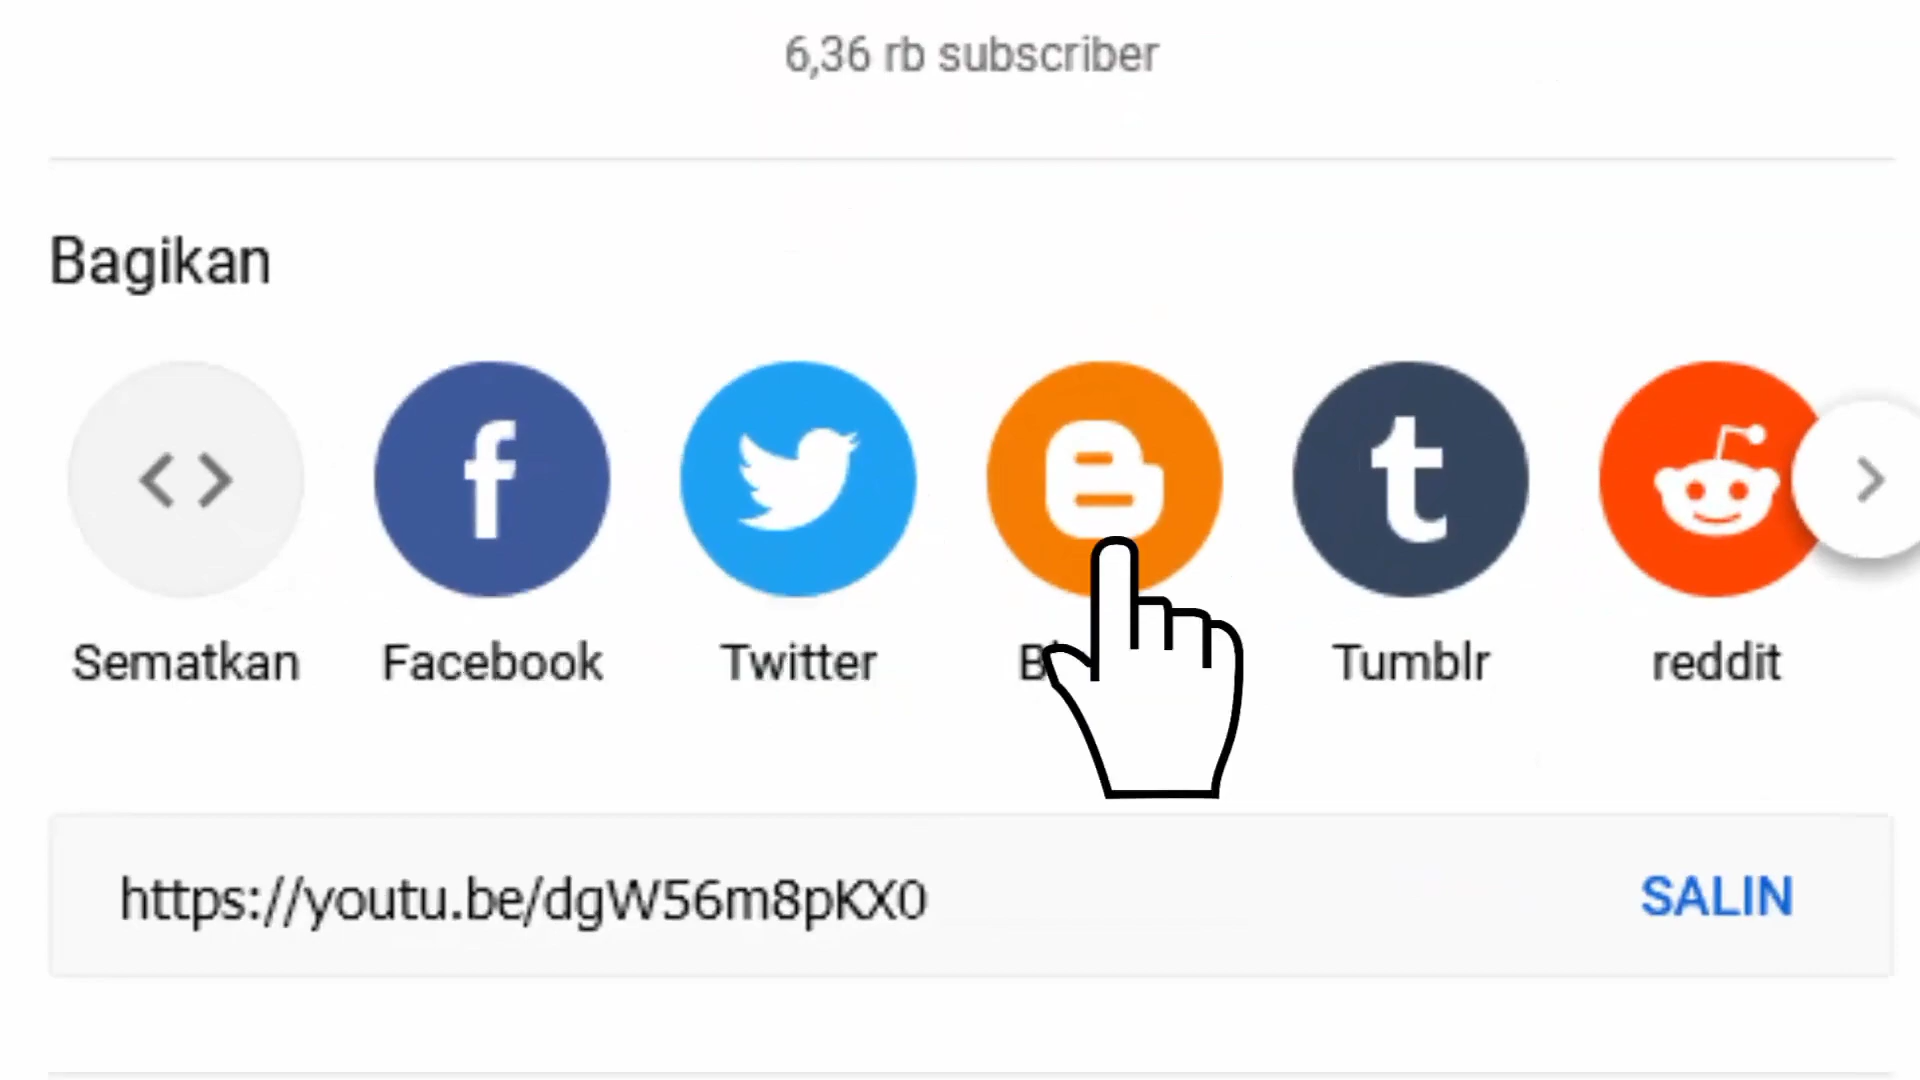 6,36 rb subscriber
Bagikan
Sematkan Facebook Twitter Tumblr reddit
https://youtu.be/dgW56m8pKX0 SALIN